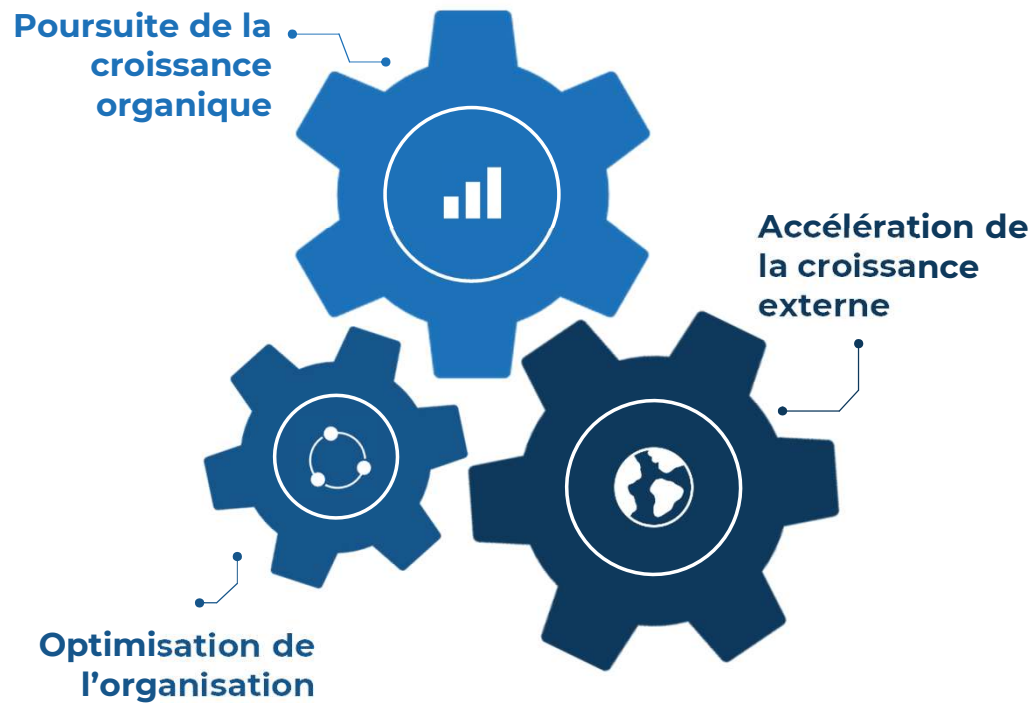 Poursuite de la
croissance
organique
Accélération de
la croissance
externe
Optimisation de
l’organisation